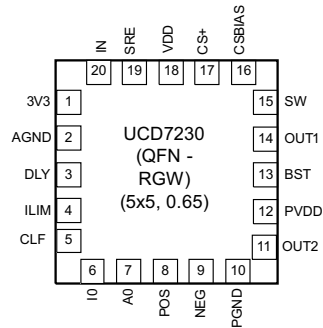 IN
SRE
VDD
CS+
CSBIAS
20 19 18 17 16
3V3 1
AGND 2
DLY 3
ILIM 4
CLF 5
UCD7230
(QFN -
RGW)
(5x5, 0.65)
15 SW
14 OUT1
13 BST
12 PVDD
11 OUT2
6 7 8 9 10
I0
A0
POS
NEG
PGND